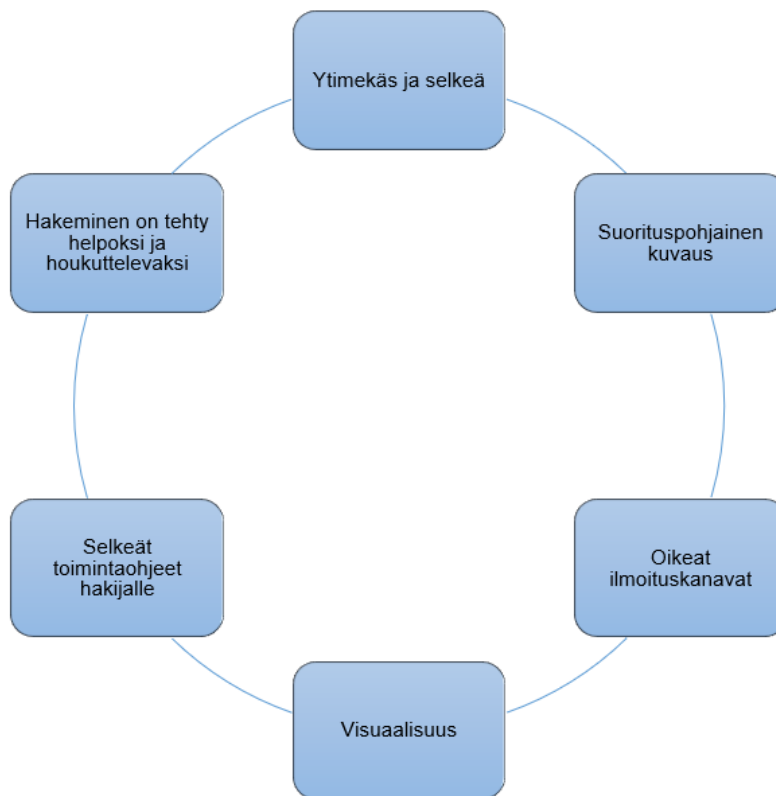 Ytimekäs ja selkeä
Suorituspohjainen
kuvaus
Oikeat
ilmoituskanavat
Visuaalisuus
Selkeät
toimintaohjeet
hakijalle
Hakeminen on tehty
helpoksi ja
houkuttelevaksi